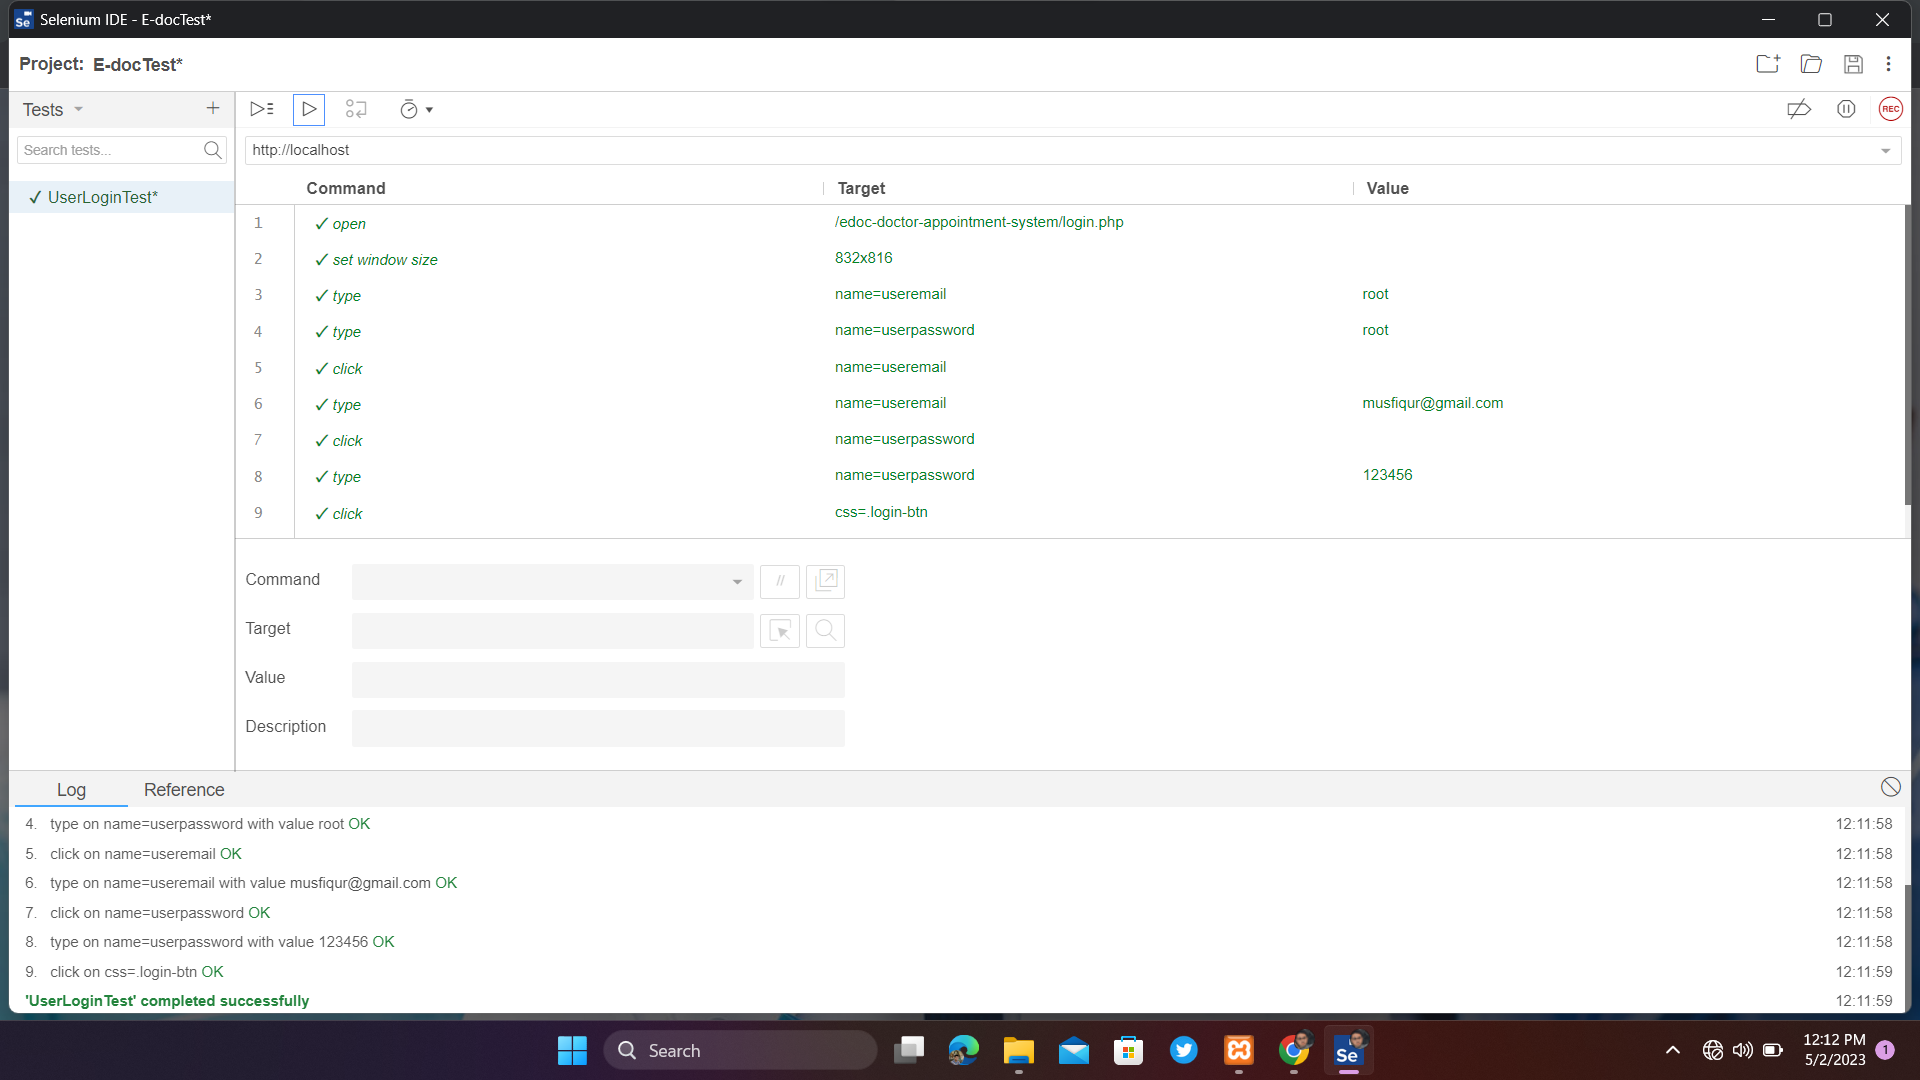 Selenium IDE - E-docTest*
Project: E-docTest*
Tests
Search tests...
✓ UserLoginTest*
REC
http://localhost
Command Target Value
1 ✓ open /edoc-doctor-appointment-system/login.php
2 ✓ set window size 832x816
3 ✓ type name=useremail root
4 ✓ type name=userpassword root
5 ✓ click name=useremail
6 ✓ type name=useremail musfiqur@gmail.com
7 ✓ click name=userpassword
8 ✓ type name=userpassword 123456
9 ✓ click css=.login-btn
Command //
Target
Value
Description
Log Reference
4. type on name=userpassword with value root OK 12:11:58
5. click on name=useremail OK 12:11:58
6. type on name=useremail with value musfiqur@gmail.com OK 12:11:58
7. click on name=userpassword OK 12:11:58
8. type on name=userpassword with value 123456 OK 12:11:58
9. click on css=.login-btn OK 12:11:59
'UserLoginTest' completed successfully 12:11:59
Search
Se
12:12 PM
5/2/2023
1